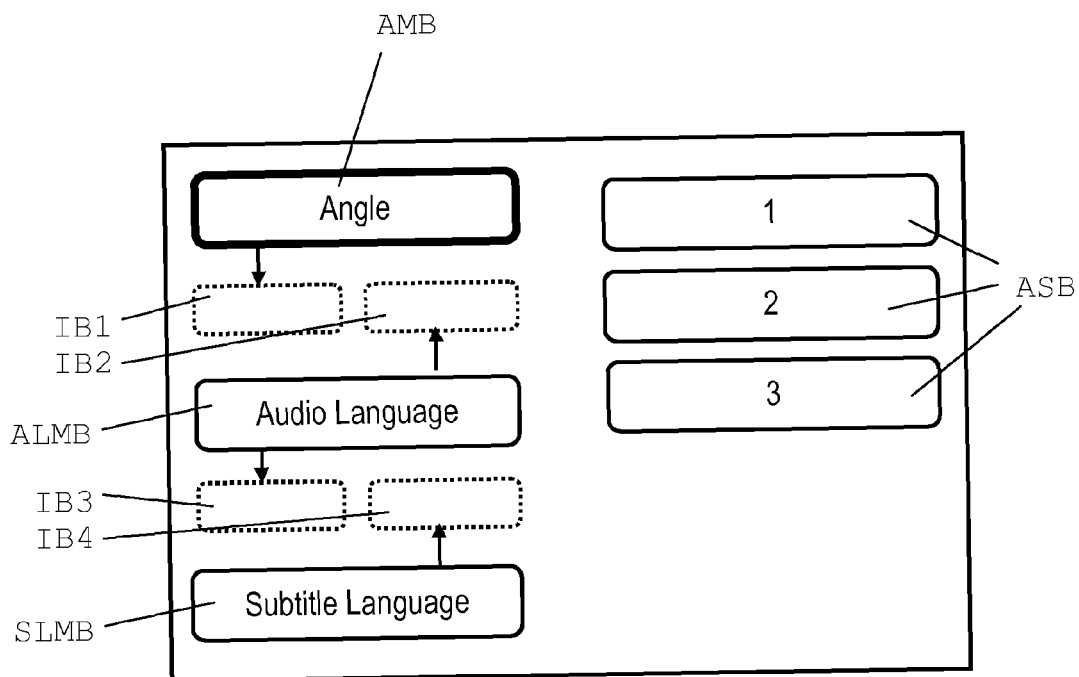 AMB
Angle
1
IB1
IB2
2
ASB
ALMB
Audio Language
3
IB3
IB4
SLMB
Subtitle Language